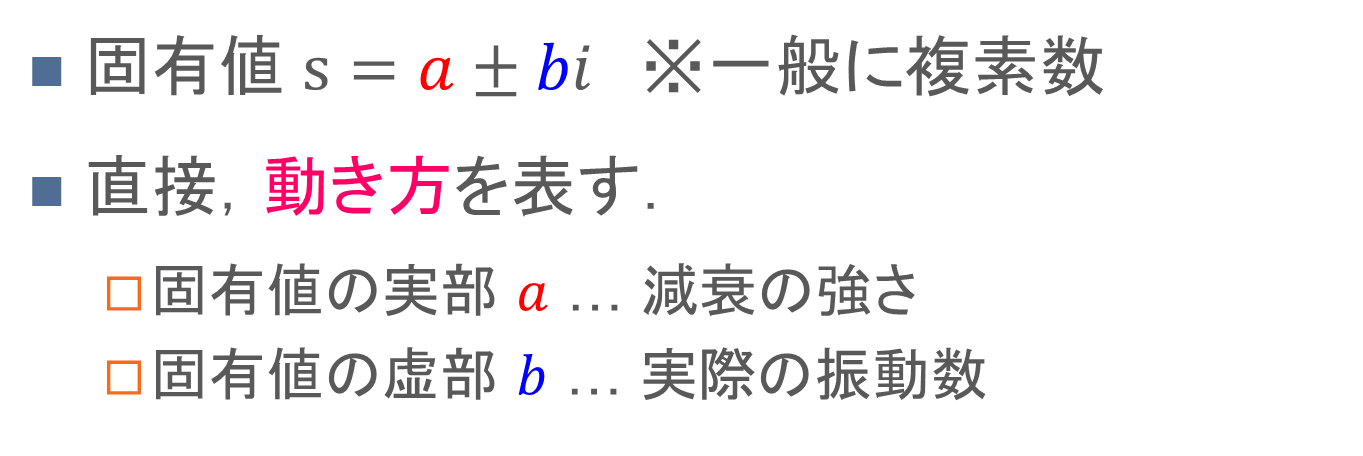 ■ 固有値 s = a ± bi ※一般に複素数
■ 直接，動き方を表す．
□固有値の実部 a … 減衰の強さ
□固有値の虚部 b … 実際の振動数